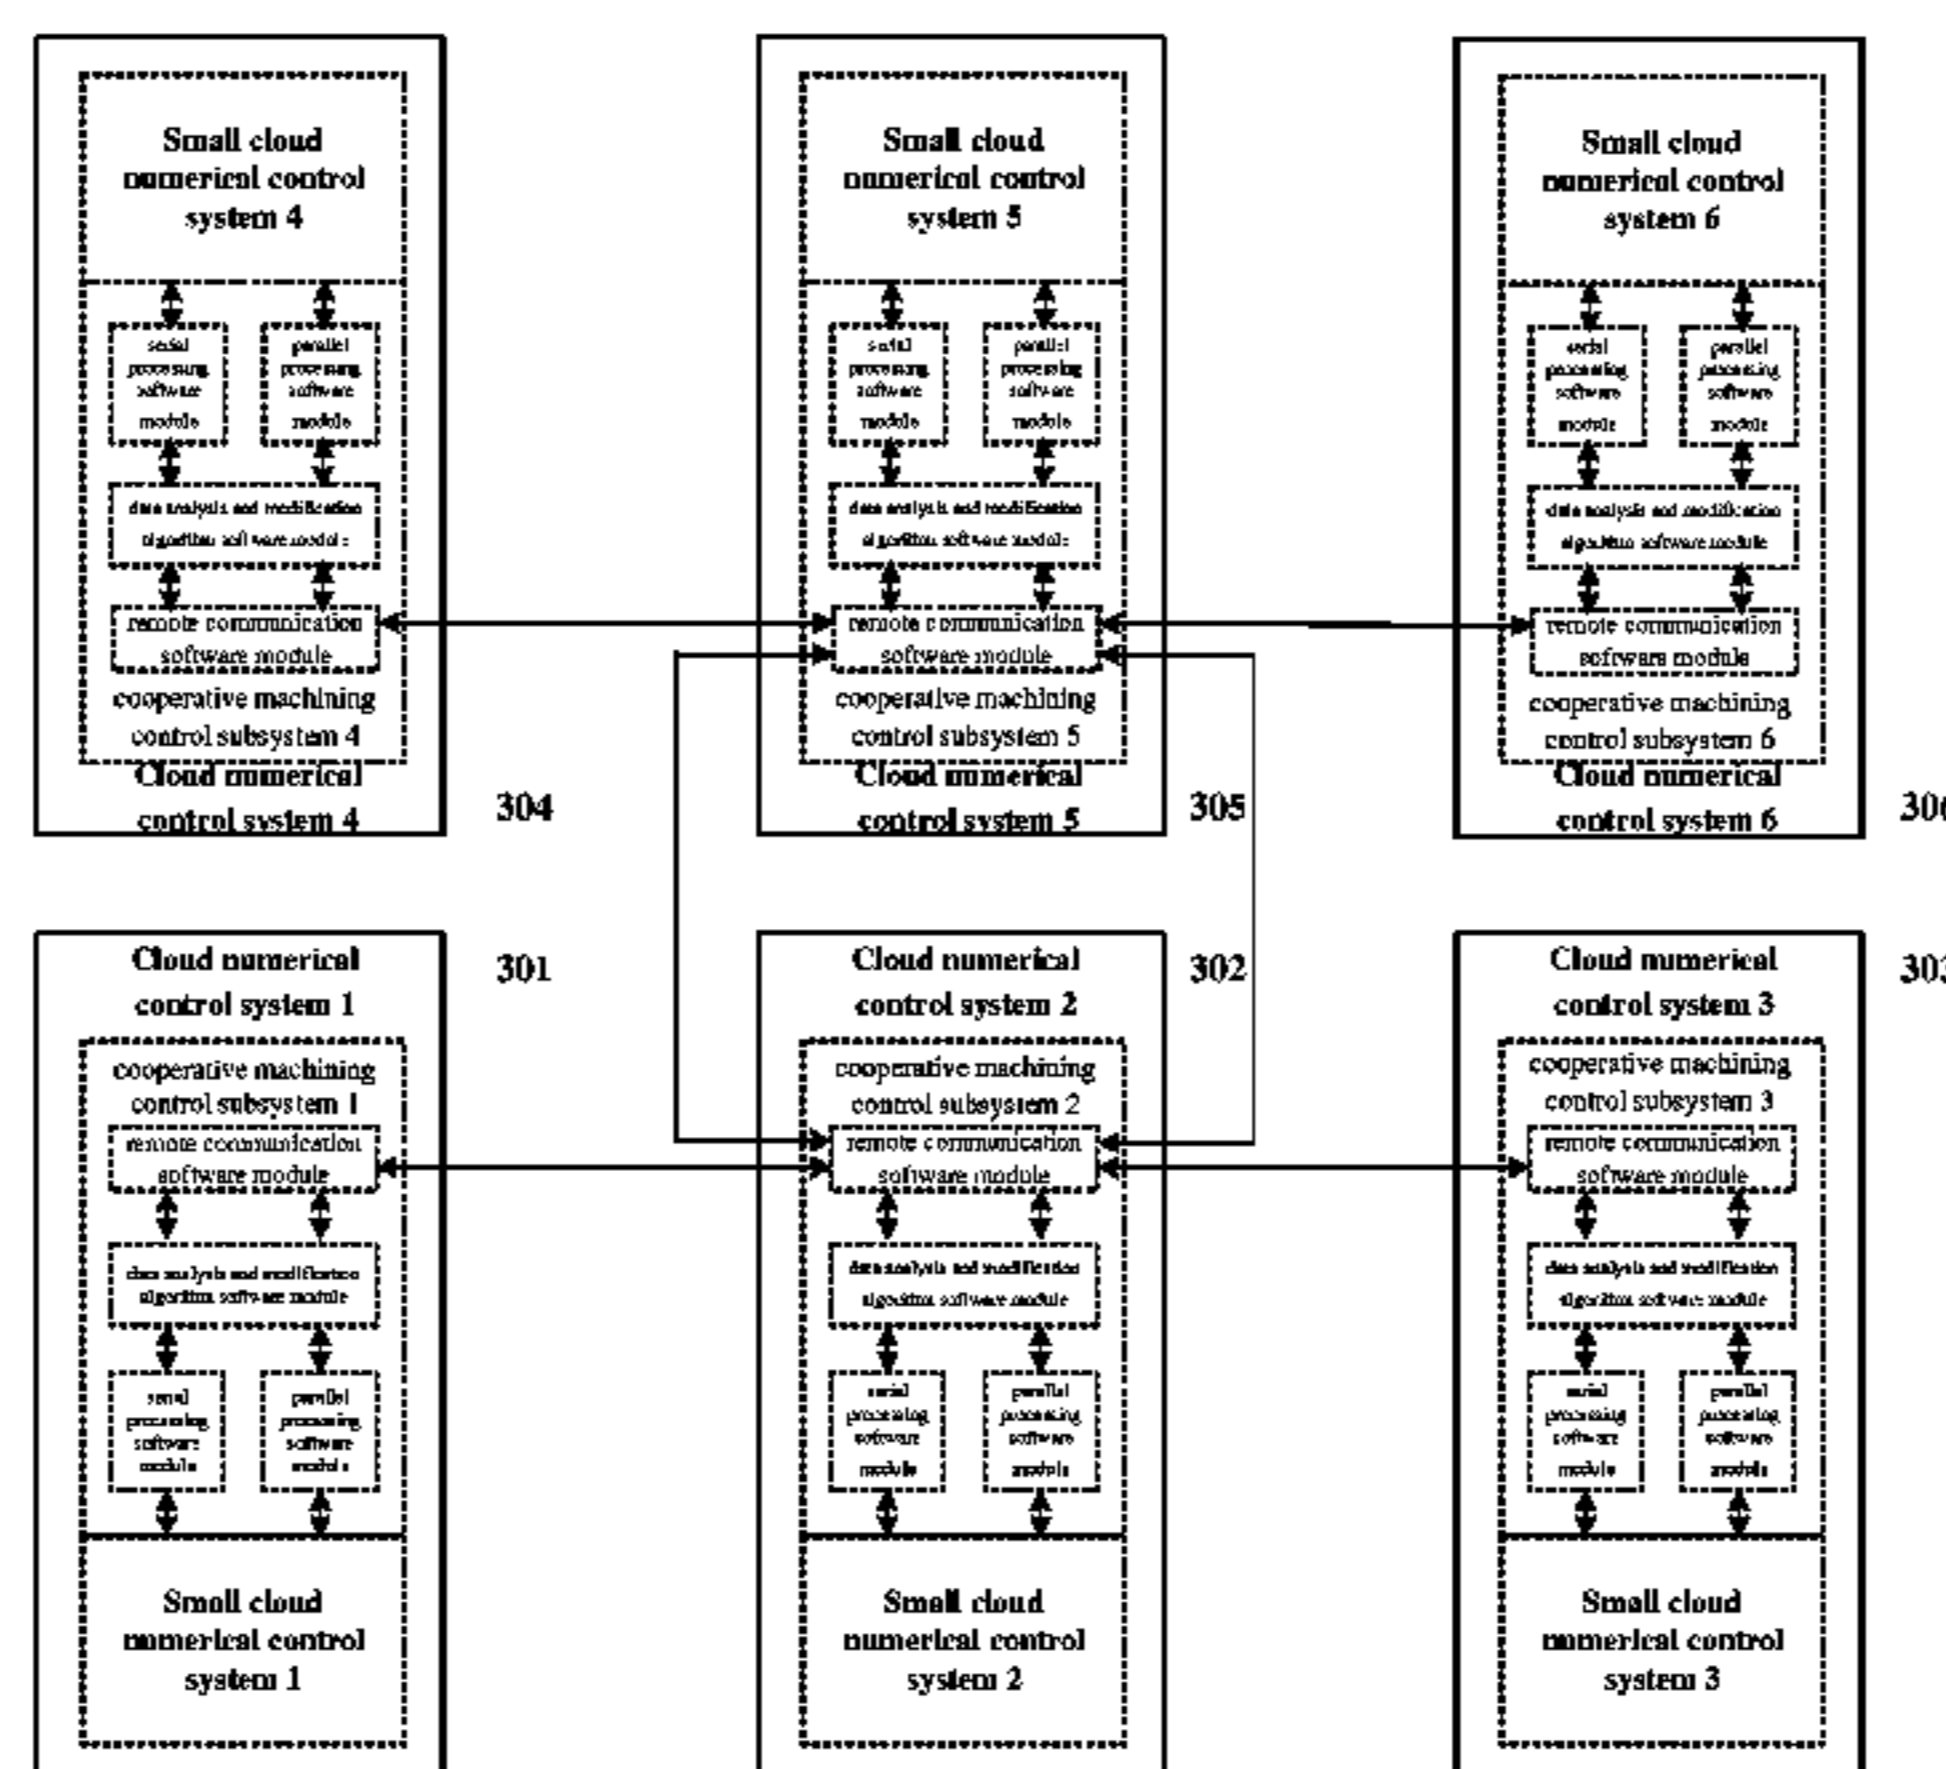 Small cloud
numerical control
system 4
serial
processing
software
module
parallel
processing
software
module
data analysis and modification
algorithm software module
remote communication
software module
cooperative machining
control subsystem 4
Cloud numerical
control system 4
304
Small cloud
numerical control
system 5
serial
processing
software
module
parallel
processing
software
module
data analysis and modification
algorithm software module
remote communication
software module
cooperative machining
control subsystem 5
Cloud numerical
control system 5
305
Small cloud
numerical control
system 6
serial
processing
software
module
parallel
processing
software
module
data analysis and modification
algorithm software module
remote communication
software module
cooperative machining
control subsystem 6
Cloud numerical
control system 6
Cloud numerical
control system 1
301
cooperative machining
control subsystem 1
remote communication
software module
data analysis and modification
algorithm software module
serial
processing
software
module
parallel
processing
software
module
Small cloud
numerical control
system 1
Cloud numerical
control system 2
302
cooperative machining
control subsystem 2
remote communication
software module
data analysis and modification
algorithm software module
serial
processing
software
module
parallel
processing
software
module
Small cloud
numerical control
system 2
Cloud numerical
control system 3
cooperative machining
control subsystem 3
remote communication
software module
data analysis and modification
algorithm software module
serial
processing
software
module
parallel
processing
software
module
Small cloud
numerical control
system 3